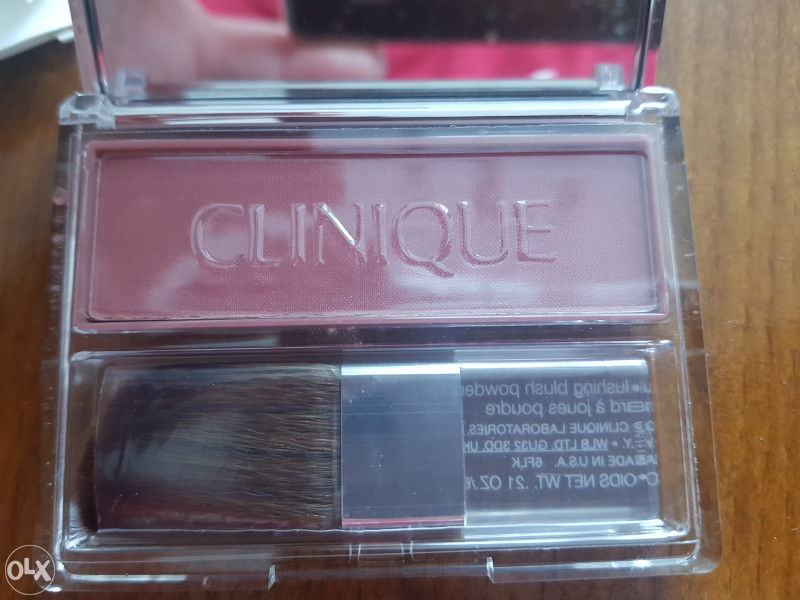 CLINIQUE
lushing blush powder
ard à joues poudre
CLINIQUE LABORATORIES,
.Y. • WLB LTD. GU32 3DD, UK
ADE IN U.S.A. 6FLK
OIDS NET WT. .21 OZ./
OLX